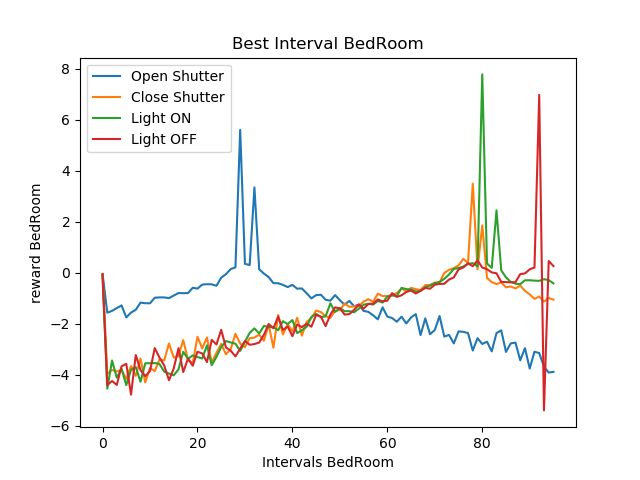 Best Interval BedRoom
Open Shutter
Close Shutter
Light ON
Light OFF
8
6
4
2
0
−2
−4
−6
reward BedRoom
0 20 40 60 80
Intervals BedRoom